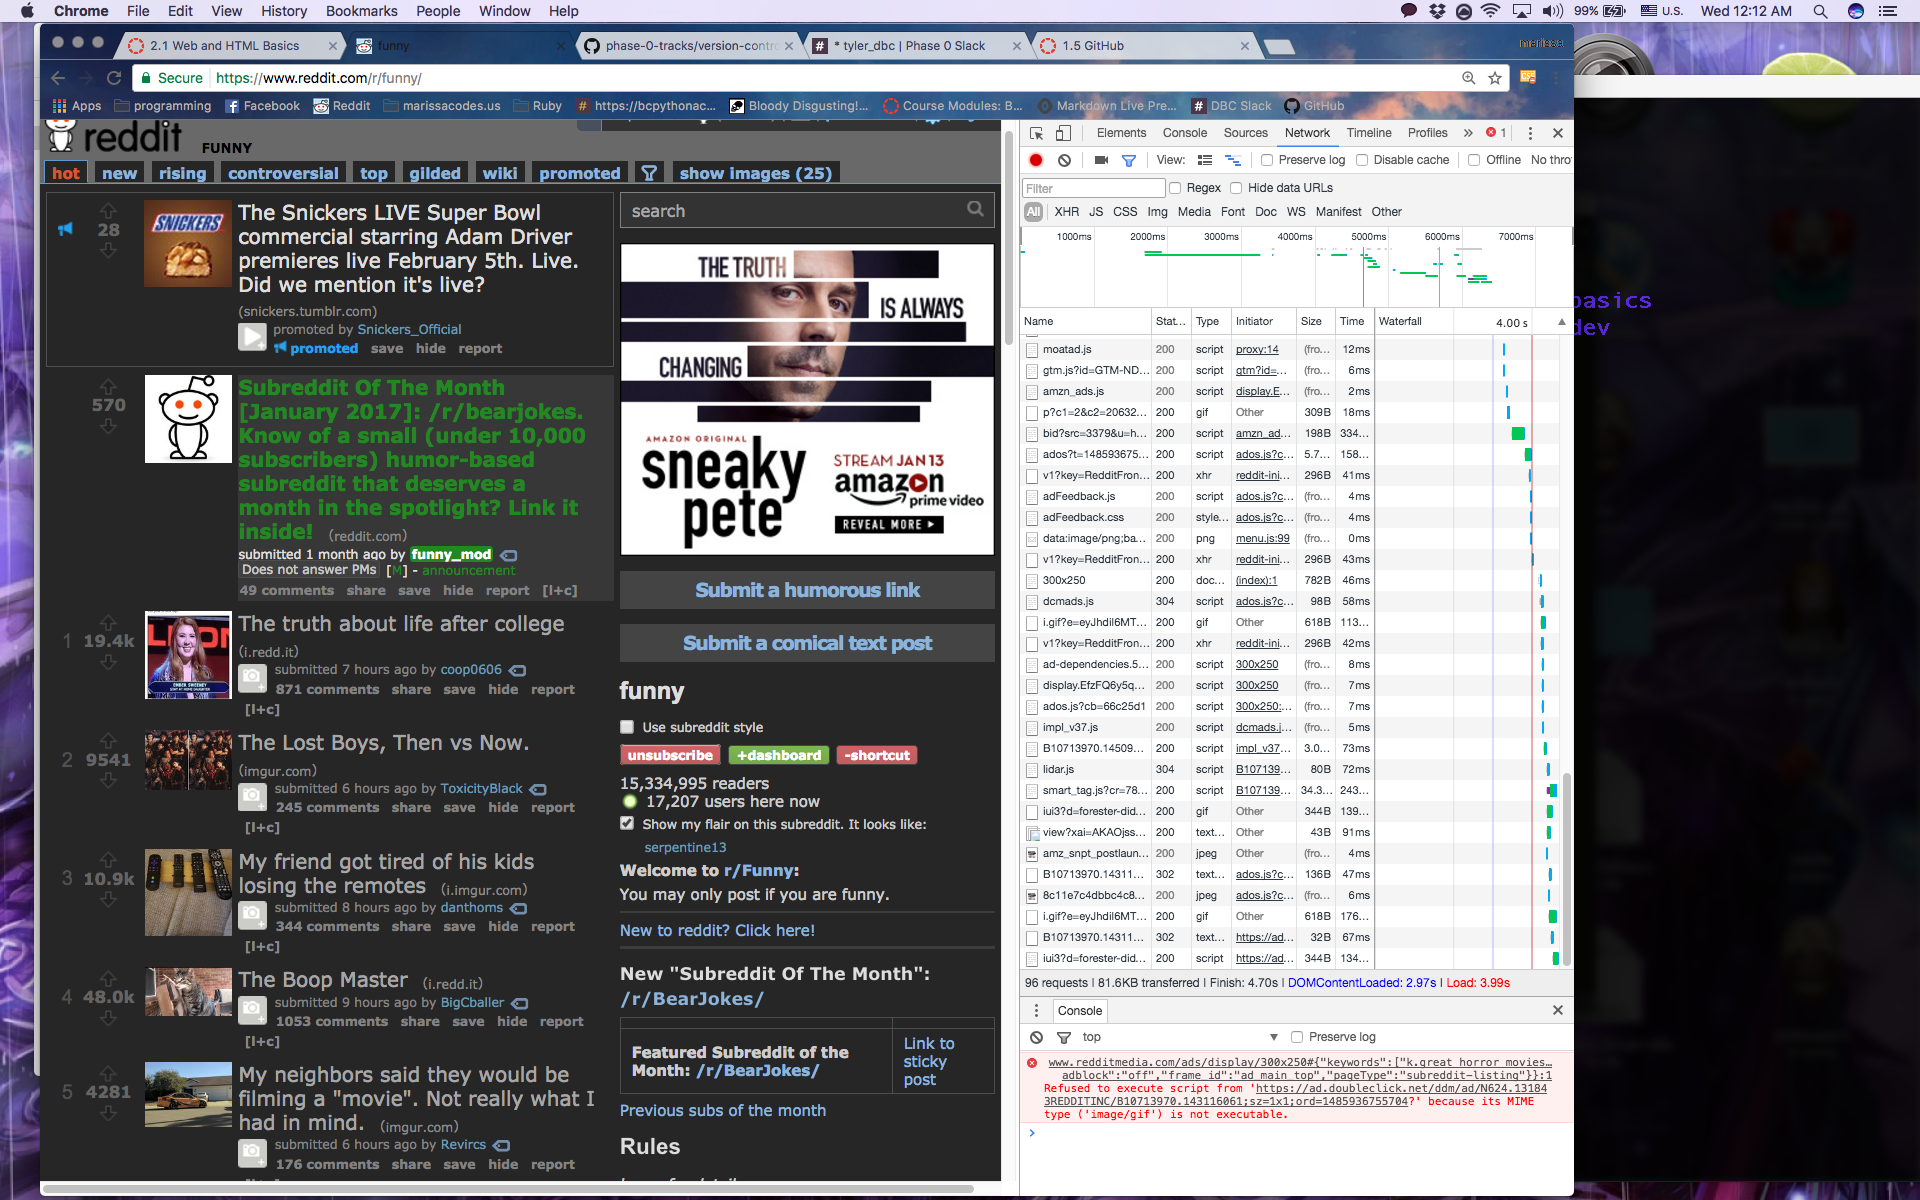 Chrome File Edit View History Bookmarks People Window Help
99% U.S. Wed 12:12 AM
2.1 Web and HTML Basics
funny
phase-0-tracks/version-contr
* tyler_dbc | Phase 0 Slack
1.5 GitHub
marissa
Secure https://www.reddit.com/r/funny/
Apps programming Facebook Reddit marissacodes.us Ruby https://bcpythonac... Bloody Disgusting!... Course Modules: B... Markdown Live Pre... DBC Slack GitHub
reddit FUNNY
hot new rising controversial top gilded wiki promoted show images (25)
28
SNICKERS
The Snickers LIVE Super Bowl
commercial starring Adam Driver
premieres live February 5th. Live.
Did we mention it's live?
(snickers.tumblr.com)
promoted by Snickers_Official
promoted save hide report
570
Subreddit Of The Month
[January 2017]: /r/bearjokes.
Know of a small (under 10,000
subscribers) humor-based
subreddit that deserves a
month in the spotlight? Link it
inside! (reddit.com)
submitted 1 month ago by funny_mod
Does not answer PMs [M] - announcement
49 comments share save hide report [l+c]
1 19.4k
The truth about life after college
(i.redd.it)
submitted 7 hours ago by coop0606
871 comments share save hide report
[l+c]
2 9541
The Lost Boys, Then vs Now.
(imgur.com)
submitted 6 hours ago by ToxicityBlack
245 comments share save hide report
[l+c]
3 10.9k
My friend got tired of his kids
losing the remotes (i.imgur.com)
submitted 8 hours ago by danthoms
344 comments share save hide report
[l+c]
4 48.0k
The Boop Master (i.redd.it)
submitted 9 hours ago by BigCballer
1053 comments share save hide report
[l+c]
5 4281
My neighbors said they would be
filming a "movie". Not really what I
had in mind. (imgur.com)
submitted 6 hours ago by Revircs
176 comments share save hide report
search
THE TRUTH
IS ALWAYS
CHANGING
AMAZON ORIGINAL
sneaky
pete
STREAM JAN 13
amazon
prime video
REVEAL MORE
Submit a humorous link
Submit a comical text post
funny
Use subreddit style
unsubscribe +dashboard -shortcut
15,334,995 readers
17,207 users here now
Show my flair on this subreddit. It looks like:
serpentine13
Welcome to r/Funny:
You may only post if you are funny.
New to reddit? Click here!
New "Subreddit Of The Month":
/r/BearJokes/
Featured Subreddit of the
Month: /r/BearJokes/
Link to
sticky
post
Previous subs of the month
Rules
Elements Console Sources Network Timeline Profiles » 1
View: Preserve log Disable cache Offline No thro
Filter Regex Hide data URLs
All XHR JS CSS Img Media Font Doc WS Manifest Other
1000ms 2000ms 3000ms 4000ms 5000ms 6000ms 7000ms
Name Stat... Type Initiator Size Time Waterfall 4.00 s
moatad.js 200 script proxy:14 (fro... 12ms
gtm.js?id=GTM-ND... 200 script gtm?id=... (fro... 6ms
amzn_ads.js 200 script display.E... (fro... 2ms
p?c1=2&c2=20632... 200 gif Other 309B 18ms
bid?src=3379&u=h... 200 script amzn_ad... 198B 334...
ados?t=148593675... 200 script ados.js?c... 5.7... 158...
v1?key=RedditFron... 200 xhr reddit-ini... 296B 41ms
adFeedback.js 200 script ados.js?c... (fro... 4ms
adFeedback.css 200 style... ados.js?c... (fro... 4ms
data:image/png;ba... 200 png menu.js:99 (fro... 0ms
v1?key=RedditFron... 200 xhr reddit-ini... 296B 43ms
300x250 200 doc... (index):1 782B 46ms
dcmads.js 304 script ados.js?c... 98B 58ms
i.gif?e=eyJhdiI6MT... 200 gif Other 618B 113...
v1?key=RedditFron... 200 xhr reddit-ini... 296B 42ms
ad-dependencies.5... 200 script 300x250 (fro... 8ms
display.EfzFQ6y5q... 200 script 300x250 (fro... 7ms
ados.js?cb=66c25d1 200 script 300x250:... (fro... 7ms
impl_v37.js 200 script dcmads.j... (fro... 5ms
B10713970.14509... 200 script impl_v37... 3.0... 73ms
lidar.js 304 script B107139... 80B 72ms
smart_tag.js?cr=78... 200 script B107139... 34.3... 243...
iui3?d=forester-did... 200 gif Other 344B 139...
view?xai=AKAOjss... 200 text... Other 43B 91ms
amz_snpt_postlaun... 200 jpeg Other (fro... 4ms
B10713970.14311... 302 text... ados.js?c... 136B 47ms
8c11e7c4dbbc4c8... 200 jpeg ados.js?c... (fro... 6ms
i.gif?e=eyJhdiI6MT... 200 gif Other 618B 176...
B10713970.14311... 302 text... https://ad... 32B 67ms
iui3?d=forester-did... 200 gif https://ad... 344B 134...
96 requests | 81.6KB transferred | Finish: 4.70s | DOMContentLoaded: 2.97s | Load: 3.99s
Console
top Preserve log
www.redditmedia.com/ads/display/300x250#{"keywords":["k.great horror movies…
adblock":"off","frame_id":"ad_main_top","pageType":"subreddit-listing"}}:1
Refused to execute script from 'https://ad.doubleclick.net/ddm/ad/N624.13184
3REDDITINC/B10713970.143116061;sz=1x1;ord=1485936755704?' because its MIME
type ('image/gif') is not executable.
basics
dev